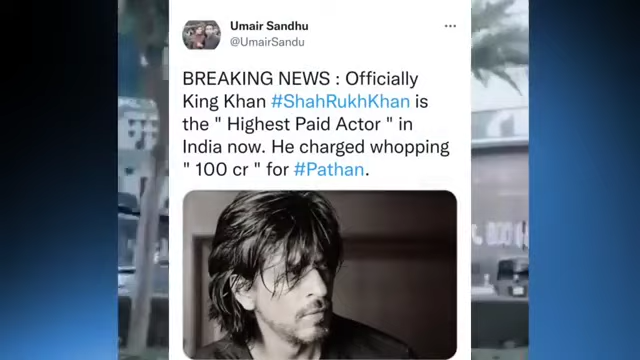 Umair Sandhu
@UmairSandu
BREAKING NEWS : Officially
King Khan #ShahRukhKhan is
the " Highest Paid Actor " in
India now. He charged whopping
" 100 cr " for #Pathan.